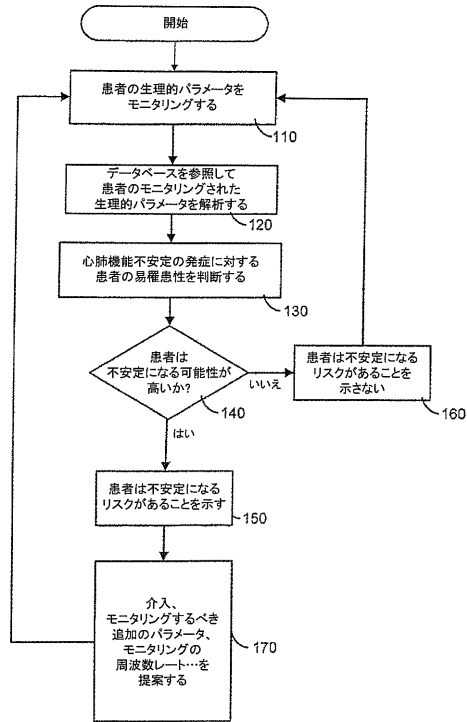 開始
患者の生理的パラメータを
モニタリングする
110
データベースを参照して
患者のモニタリングされた
生理的パラメータを解析する
120
心肺機能不安定の発症に対する
患者の易罹患性を判断する
130
患者は
不安定になる可能性が
高いか?
140
いいえ
患者は不安定になる
リスクがあることを
示さない
160
はい
患者は不安定になる
リスクがあることを示す
150
介入、
モニタリングするべき
追加のパラメータ、
モニタリングの
周波数レート…を
提案する
170